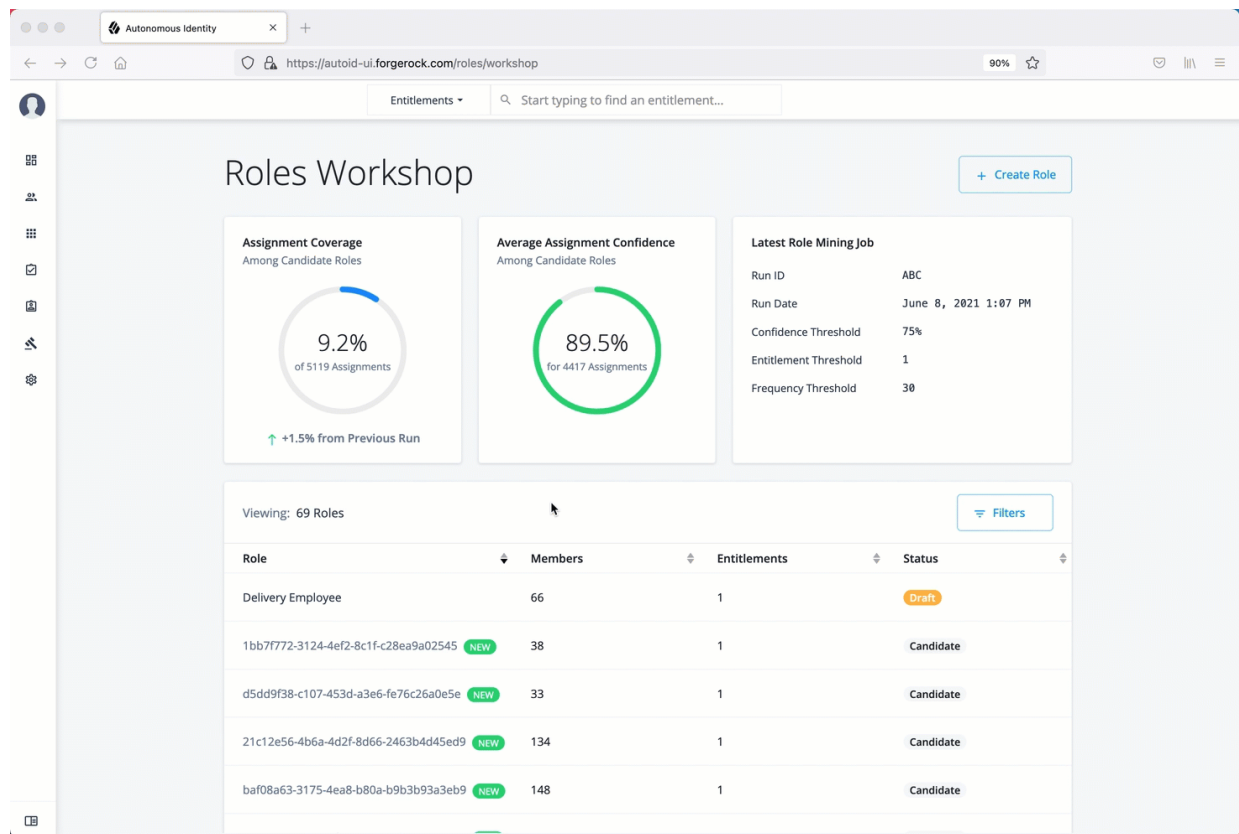 Autonomous Identity
https://autoid-ui.forgerock.com/roles/workshop
90%
Entitlements
Start typing to find an entitlement...
Roles Workshop
+ Create Role
Assignment Coverage
Among Candidate Roles
9.2%
of 5119 Assignments
+1.5% from Previous Run
Average Assignment Confidence
Among Candidate Roles
89.5%
for 4417 Assignments
Latest Role Mining Job
Run ID ABC
Run Date June 8, 2021 1:07 PM
Confidence Threshold 75%
Entitlement Threshold 1
Frequency Threshold 30
Viewing: 69 Roles
Filters
Role Members Entitlements Status
Delivery Employee 66 1 Draft
1bb7f772-3124-4ef2-8c1f-c28ea9a02545 NEW 38 1 Candidate
d5dd9f38-c107-453d-a3e6-fe76c26a0e5e NEW 33 1 Candidate
21c12e56-4b6a-4d2f-8d66-2463b4d45ed9 NEW 134 1 Candidate
baf08a63-3175-4ea8-b80a-b9b3b93a3eb9 NEW 148 1 Candidate